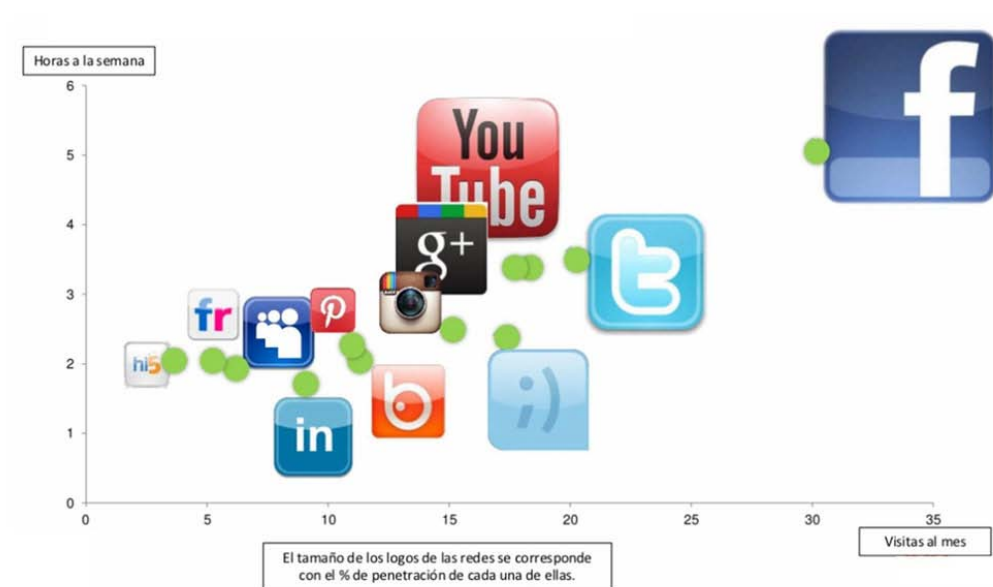 Horas a la semana
6
5
4
3
2
1
0
You
Tube
f
g+
t
fr
P
hi5
in
b
;)
0 5 10 15 20 25 30 35
Visitas al mes
El tamaño de los logos de las redes se corresponde
con el % de penetración de cada una de ellas.